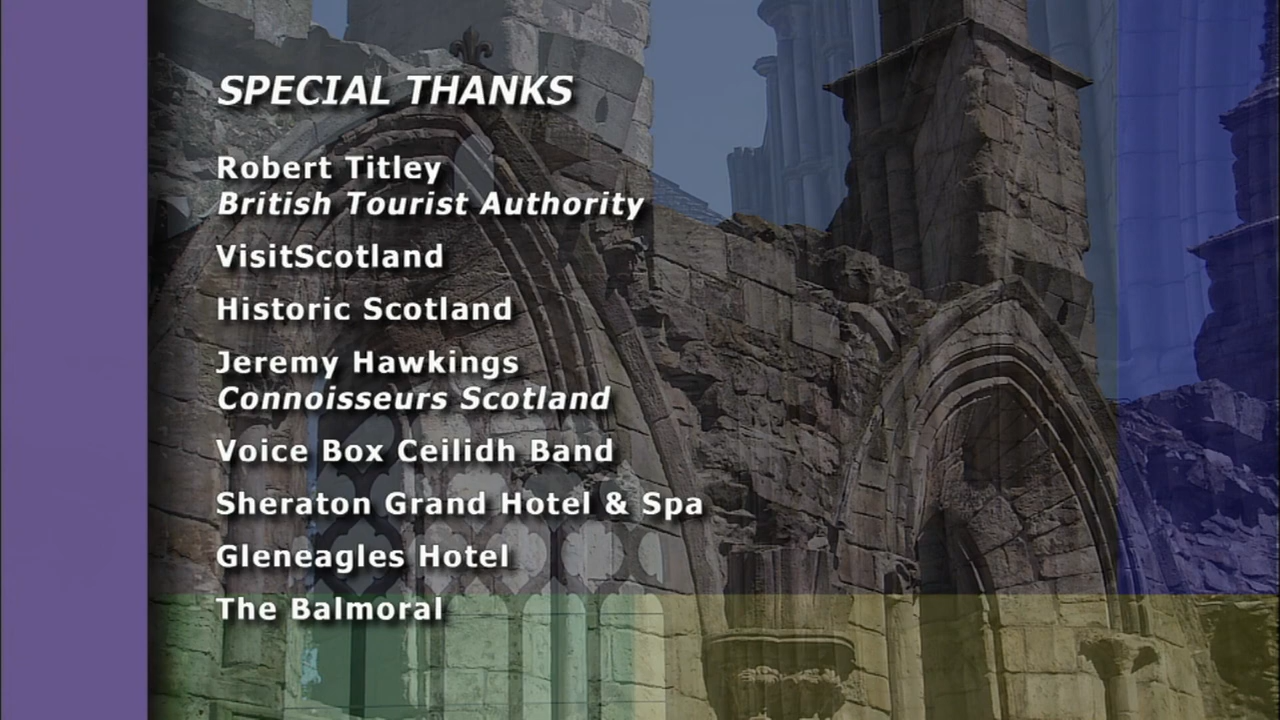 SPECIAL THANKS
Robert Titley
British Tourist Authority
VisitScotland
Historic Scotland
Jeremy Hawkings
Connoisseurs Scotland
Voice Box Ceilidh Band
Sheraton Grand Hotel & Spa
Gleneagles Hotel
The Balmoral